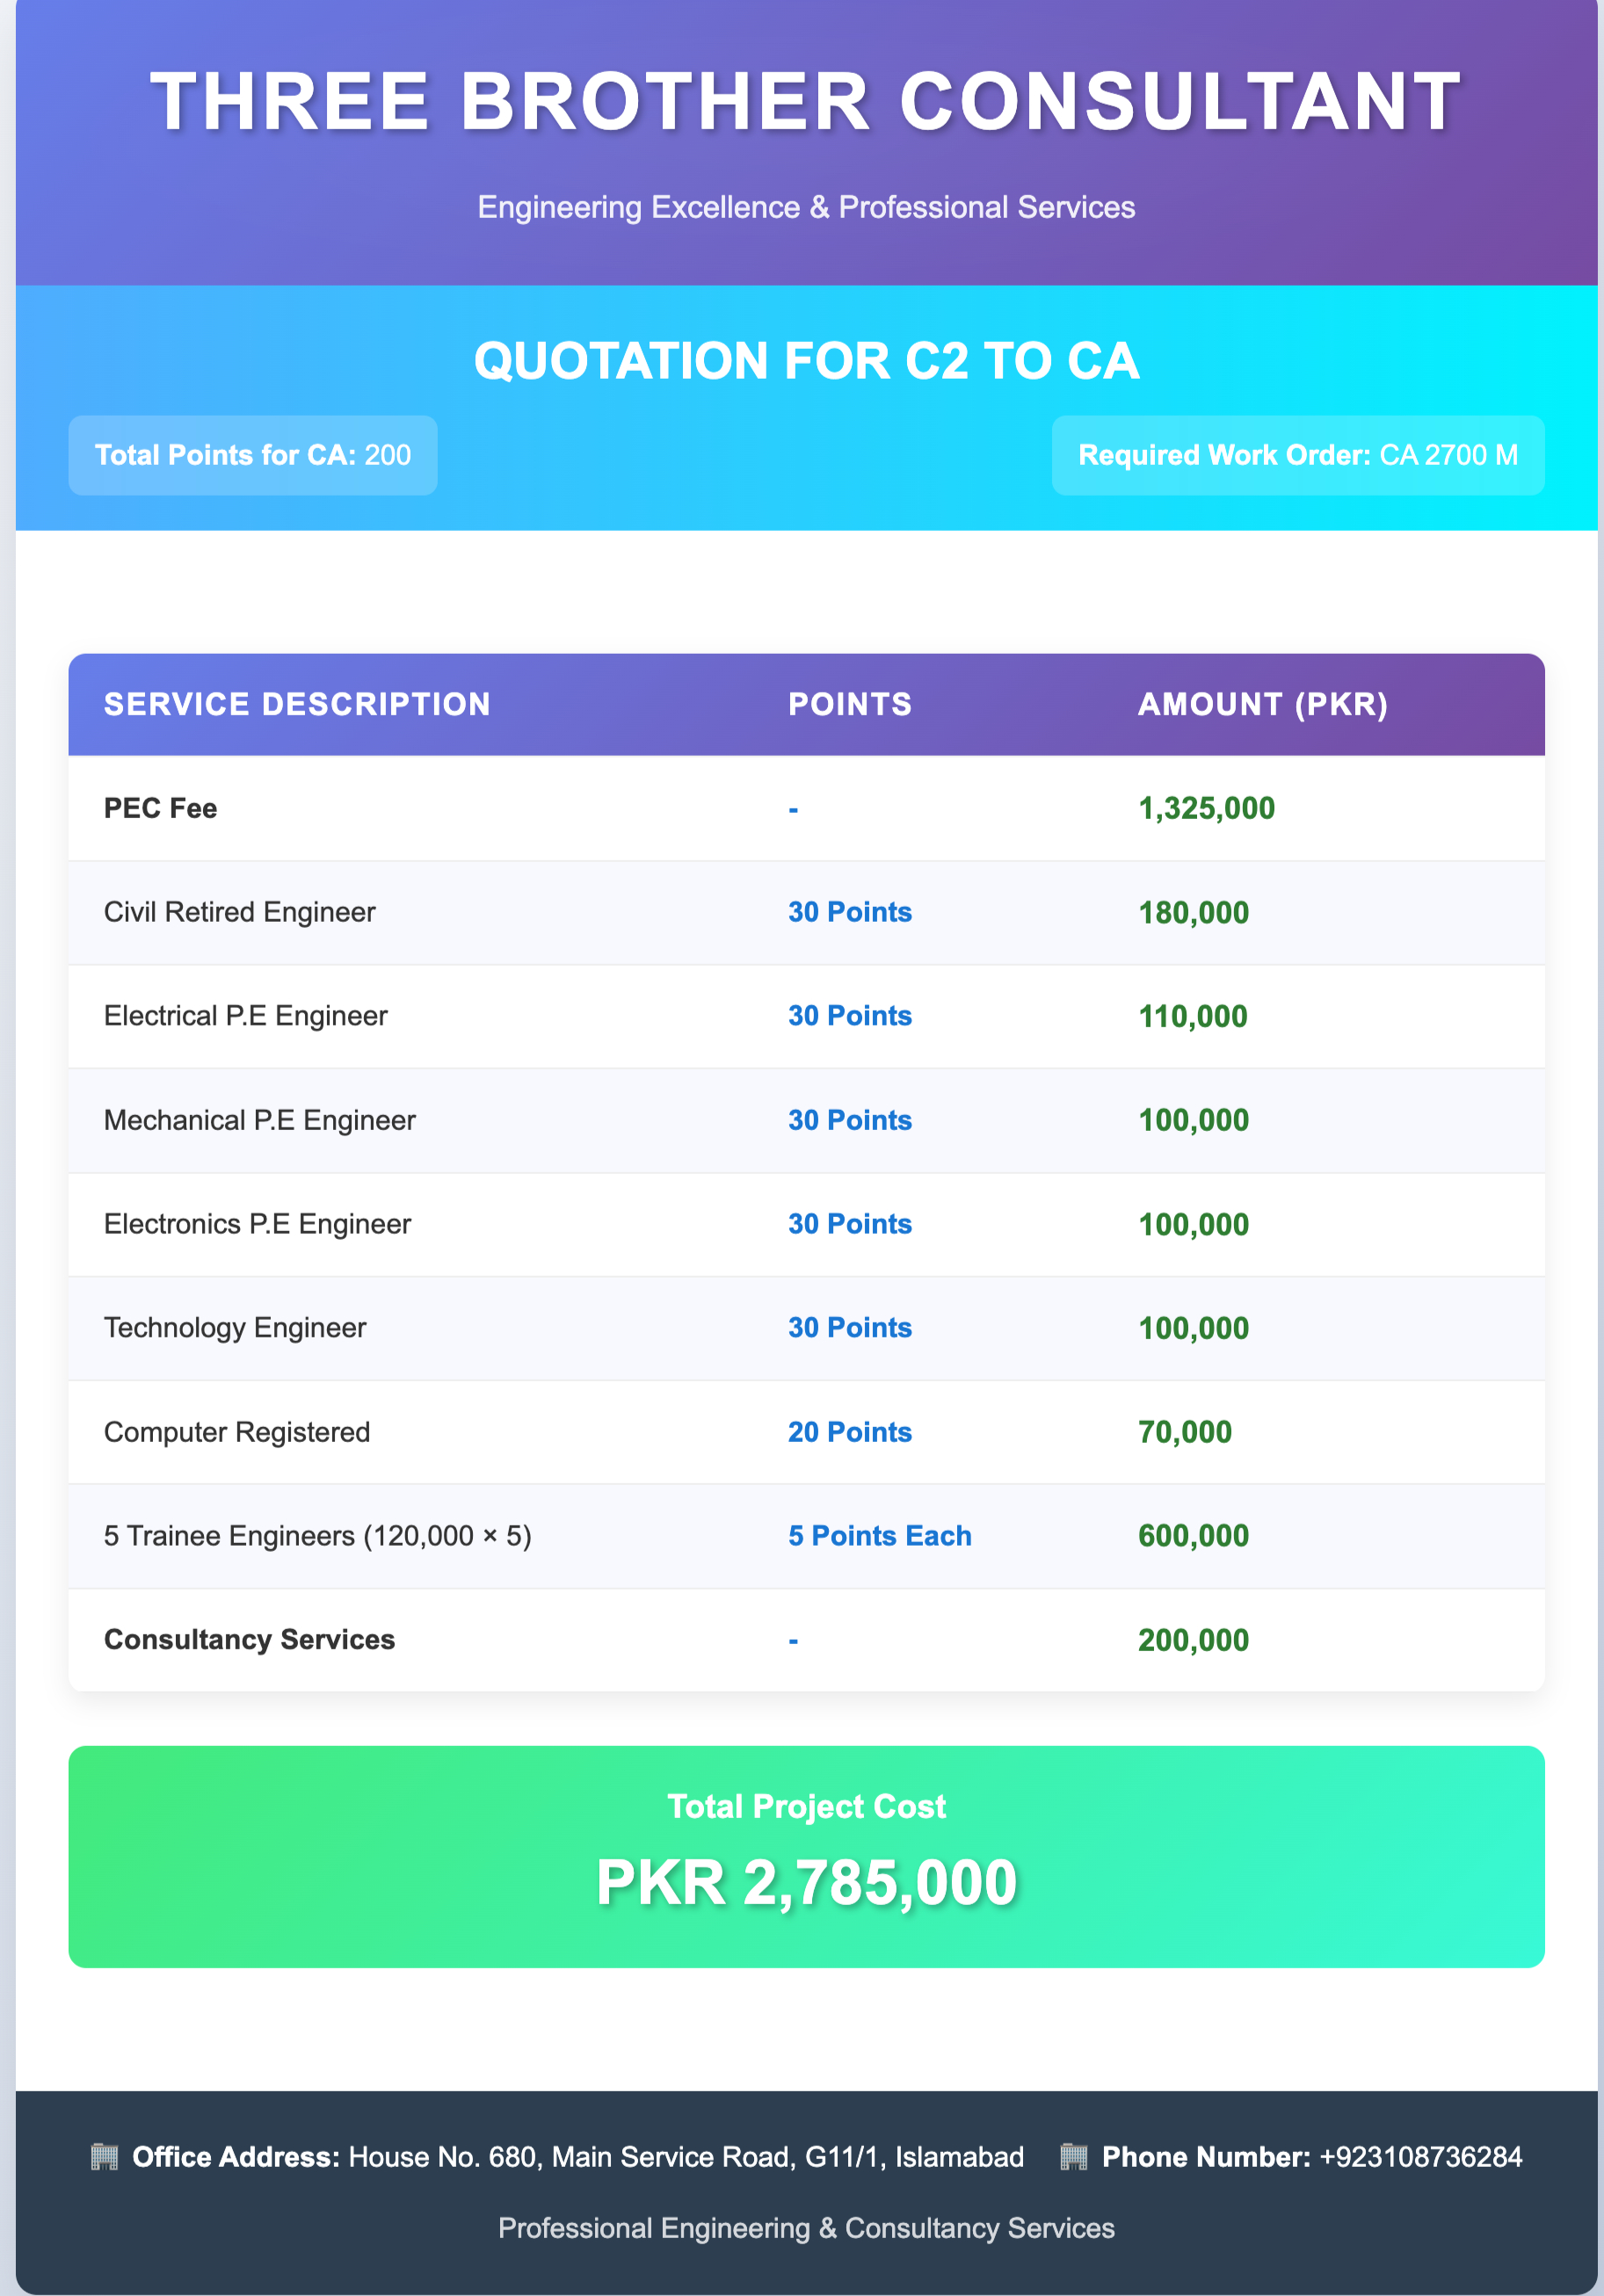 THREE BROTHER CONSULTANT
Engineering Excellence & Professional Services
QUOTATION FOR C2 TO CA
Total Points for CA: 200
Required Work Order: CA 2700 M
SERVICE DESCRIPTION POINTS AMOUNT (PKR)
PEC Fee - 1,325,000
Civil Retired Engineer 30 Points 180,000
Electrical P.E Engineer 30 Points 110,000
Mechanical P.E Engineer 30 Points 100,000
Electronics P.E Engineer 30 Points 100,000
Technology Engineer 30 Points 100,000
Computer Registered 20 Points 70,000
5 Trainee Engineers (120,000 × 5) 5 Points Each 600,000
Consultancy Services - 200,000
Total Project Cost
PKR 2,785,000
Office Address: House No. 680, Main Service Road, G11/1, Islamabad Phone Number: +923108736284
Professional Engineering & Consultancy Services